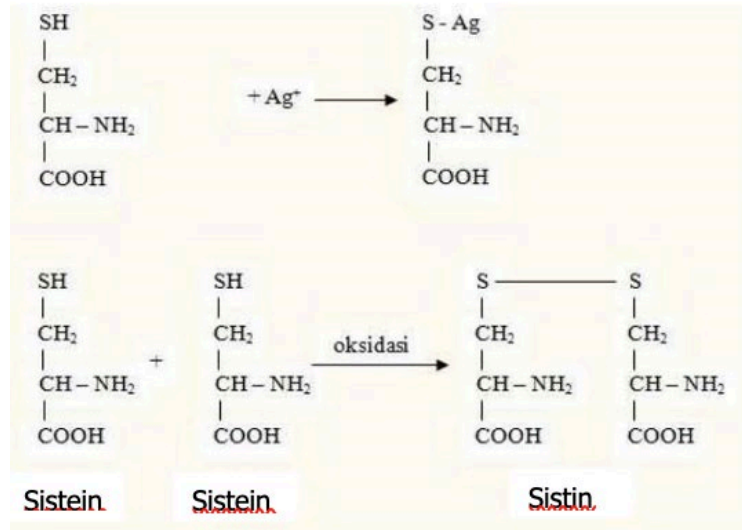 SH S - Ag
CH₂ CH₂
+ Ag⁺
CH – NH₂ CH – NH₂
COOH COOH
SH SH S S
CH₂ + CH₂ oksidasi CH₂ CH₂
CH – NH₂ CH – NH₂ CH – NH₂ CH – NH₂
COOH COOH COOH COOH
Sistein Sistein Sistin